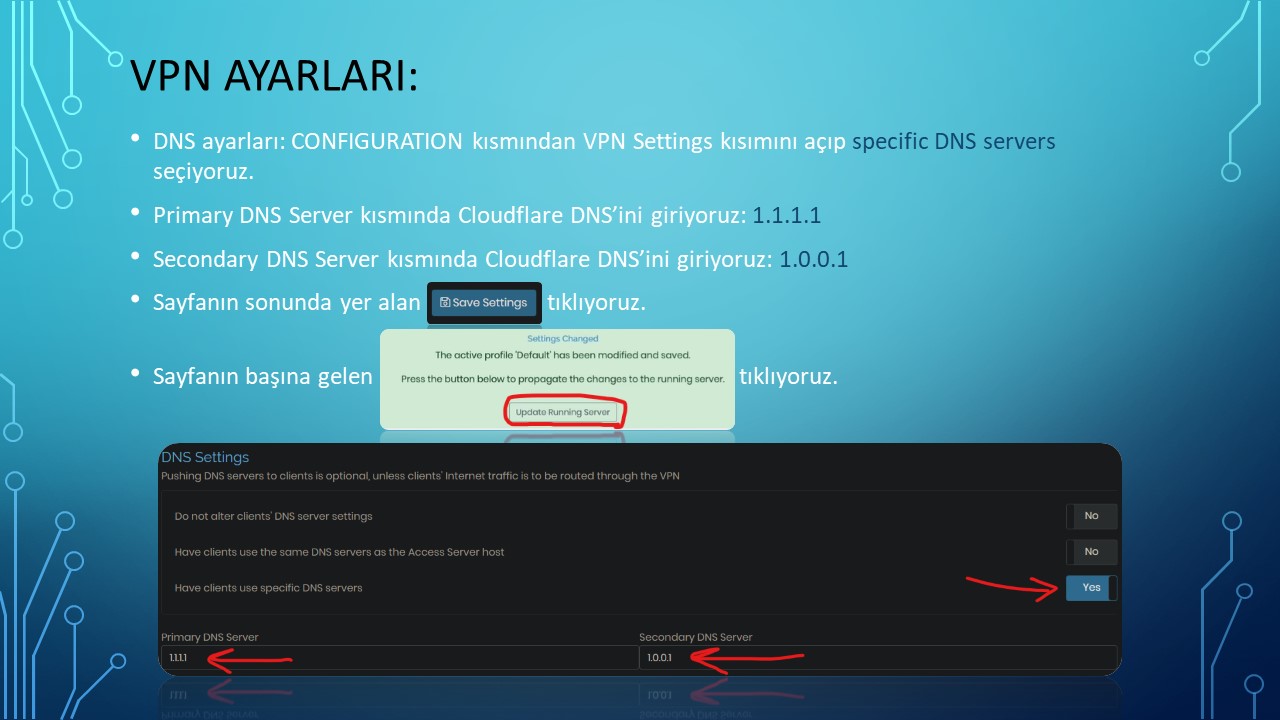 VPN AYARLARI:
• DNS ayarları: CONFIGURATION kısmından VPN Settings kısımını açıp specific DNS servers
seçiyoruz.
• Primary DNS Server kısmında Cloudflare DNS’ini giriyoruz: 1.1.1.1
• Secondary DNS Server kısmında Cloudflare DNS’ini giriyoruz: 1.0.0.1
• Sayfanın sonunda yer alan Save Settings tıklıyoruz.
Settings Changed
The active profile 'Default' has been modified and saved.
• Sayfanın başına gelen Press the button below to propagate the changes to the running server. tıklıyoruz.
Update Running Server
DNS Settings
Pushing DNS servers to clients is optional, unless clients' Internet traffic is to be routed through the VPN
Do not alter clients' DNS server settings No
Have clients use the same DNS servers as the Access Server host No
Have clients use specific DNS servers Yes
Primary DNS Server Secondary DNS Server
1.1.1.1 1.0.0.1